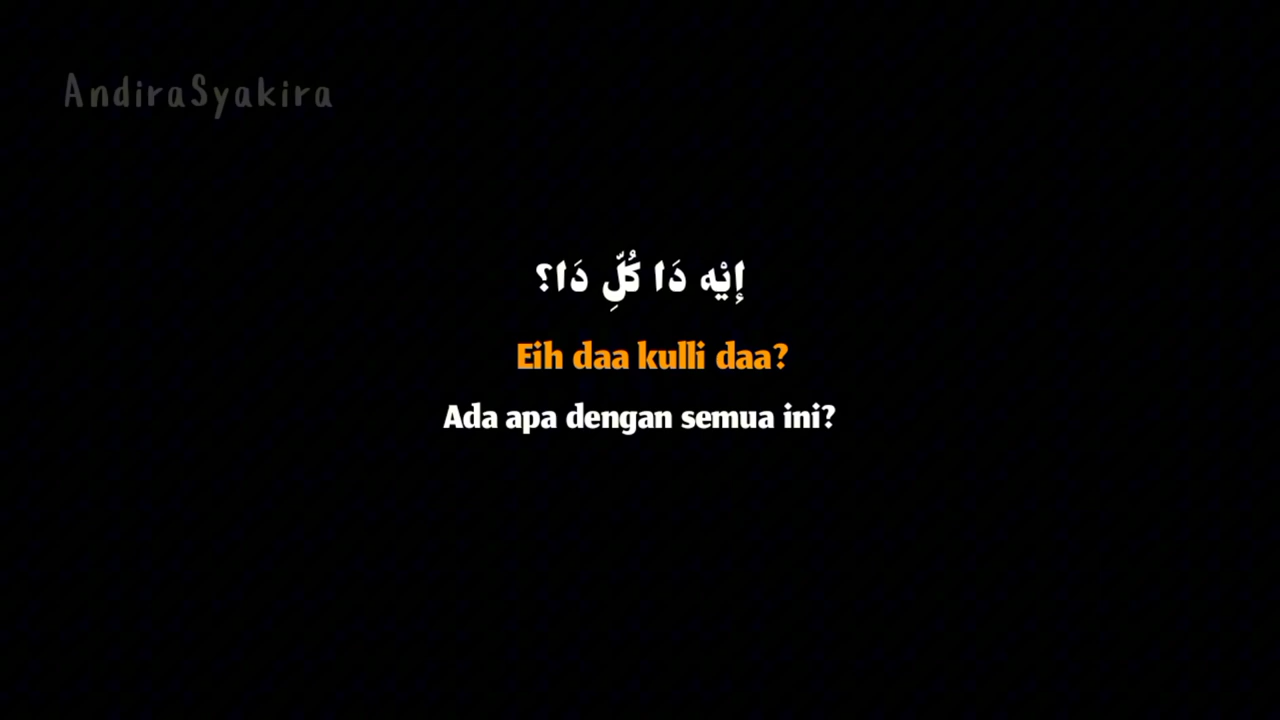 AndiraSyakira
إِيْه دَا كُلِّ دَا؟
Eih daa kulli daa?
Ada apa dengan semua ini?